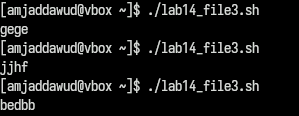 [amjaddawud@vbox ~]$ ./lab14_file3.sh
gege
[amjaddawud@vbox ~]$ ./lab14_file3.sh
jjhf
[amjaddawud@vbox ~]$ ./lab14_file3.sh
bedbb